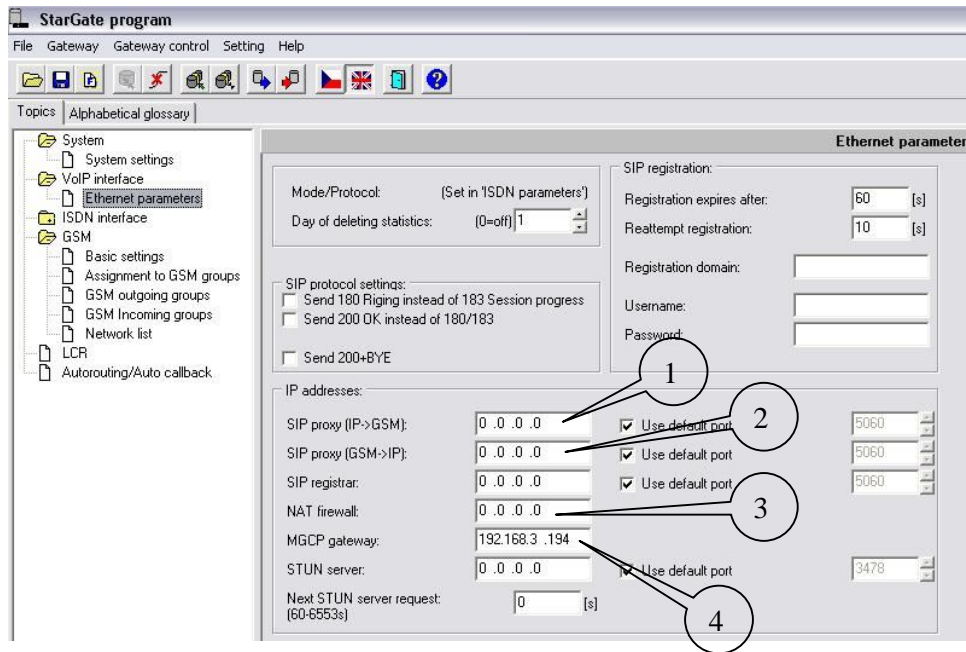 StarGate program
File Gateway Gateway control Setting Help
Topics Alphabetical glossary
System
System settings
VoIP interface
Ethernet parameters
ISDN interface
GSM
Basic settings
Assignment to GSM groups
GSM outgoing groups
GSM Incoming groups
Network list
LCR
Autorouting/Auto callback
Ethernet parameter
Mode/Protocol: (Set in 'ISDN parameters')
Day of deleting statistics: (0=off) 1
SIP protocol settings:
Send 180 Riging instead of 183 Session progress
Send 200 OK instead of 180/183
Send 200+BYE
SIP registration:
Registration expires after: 60 [s]
Reattempt registration: 10 [s]
Registration domain:
Username:
Password:
IP addresses:
SIP proxy (IP->GSM): 0 .0 .0 .0 Use default port 5060
SIP proxy (GSM->IP): 0 .0 .0 .0 Use default port 5060
SIP registrar: 0 .0 .0 .0 Use default port 5060
NAT firewall: 0 .0 .0 .0
MGCP gateway: 192.168.3 .194
STUN server: 0 .0 .0 .0 Use default port 3478
Next STUN server request: 0 [s]
(60-6553s)
1
2
3
4